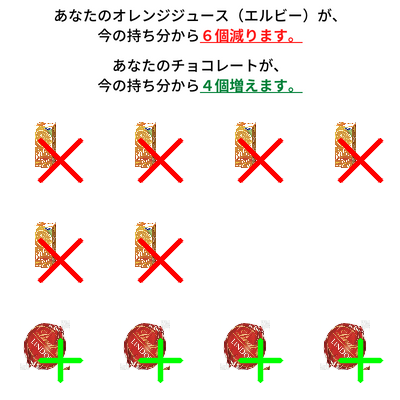 あなたのオレンジジュース（エルビー）が、
今の持ち分から６個減ります。
あなたのチョコレートが、
今の持ち分から４個増えます。